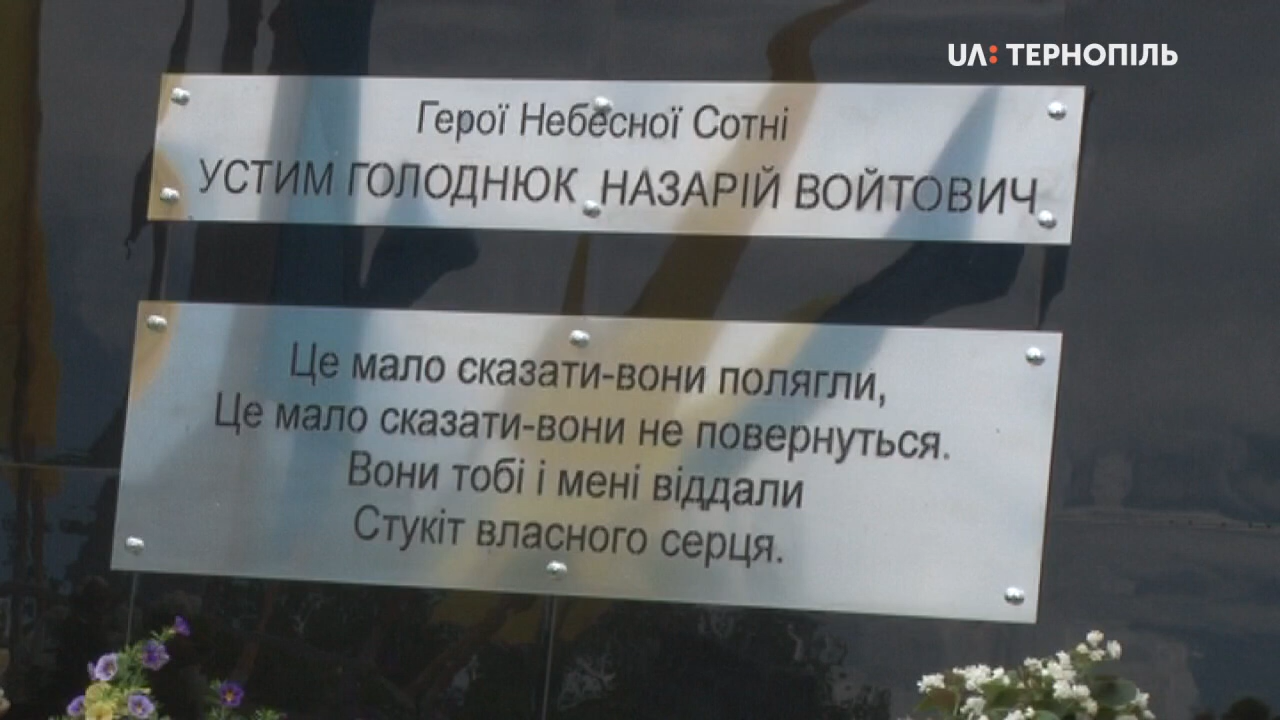 UA: ТЕРНОПІЛЬ
Герої Небесної Сотні
УСТИМ ГОЛОДНЮК НАЗАРІЙ ВОЙТОВИЧ
Це мало сказати-вони полягли,
Це мало сказати-вони не повернуться.
Вони тобі і мені віддали
Стукіт власного серця.